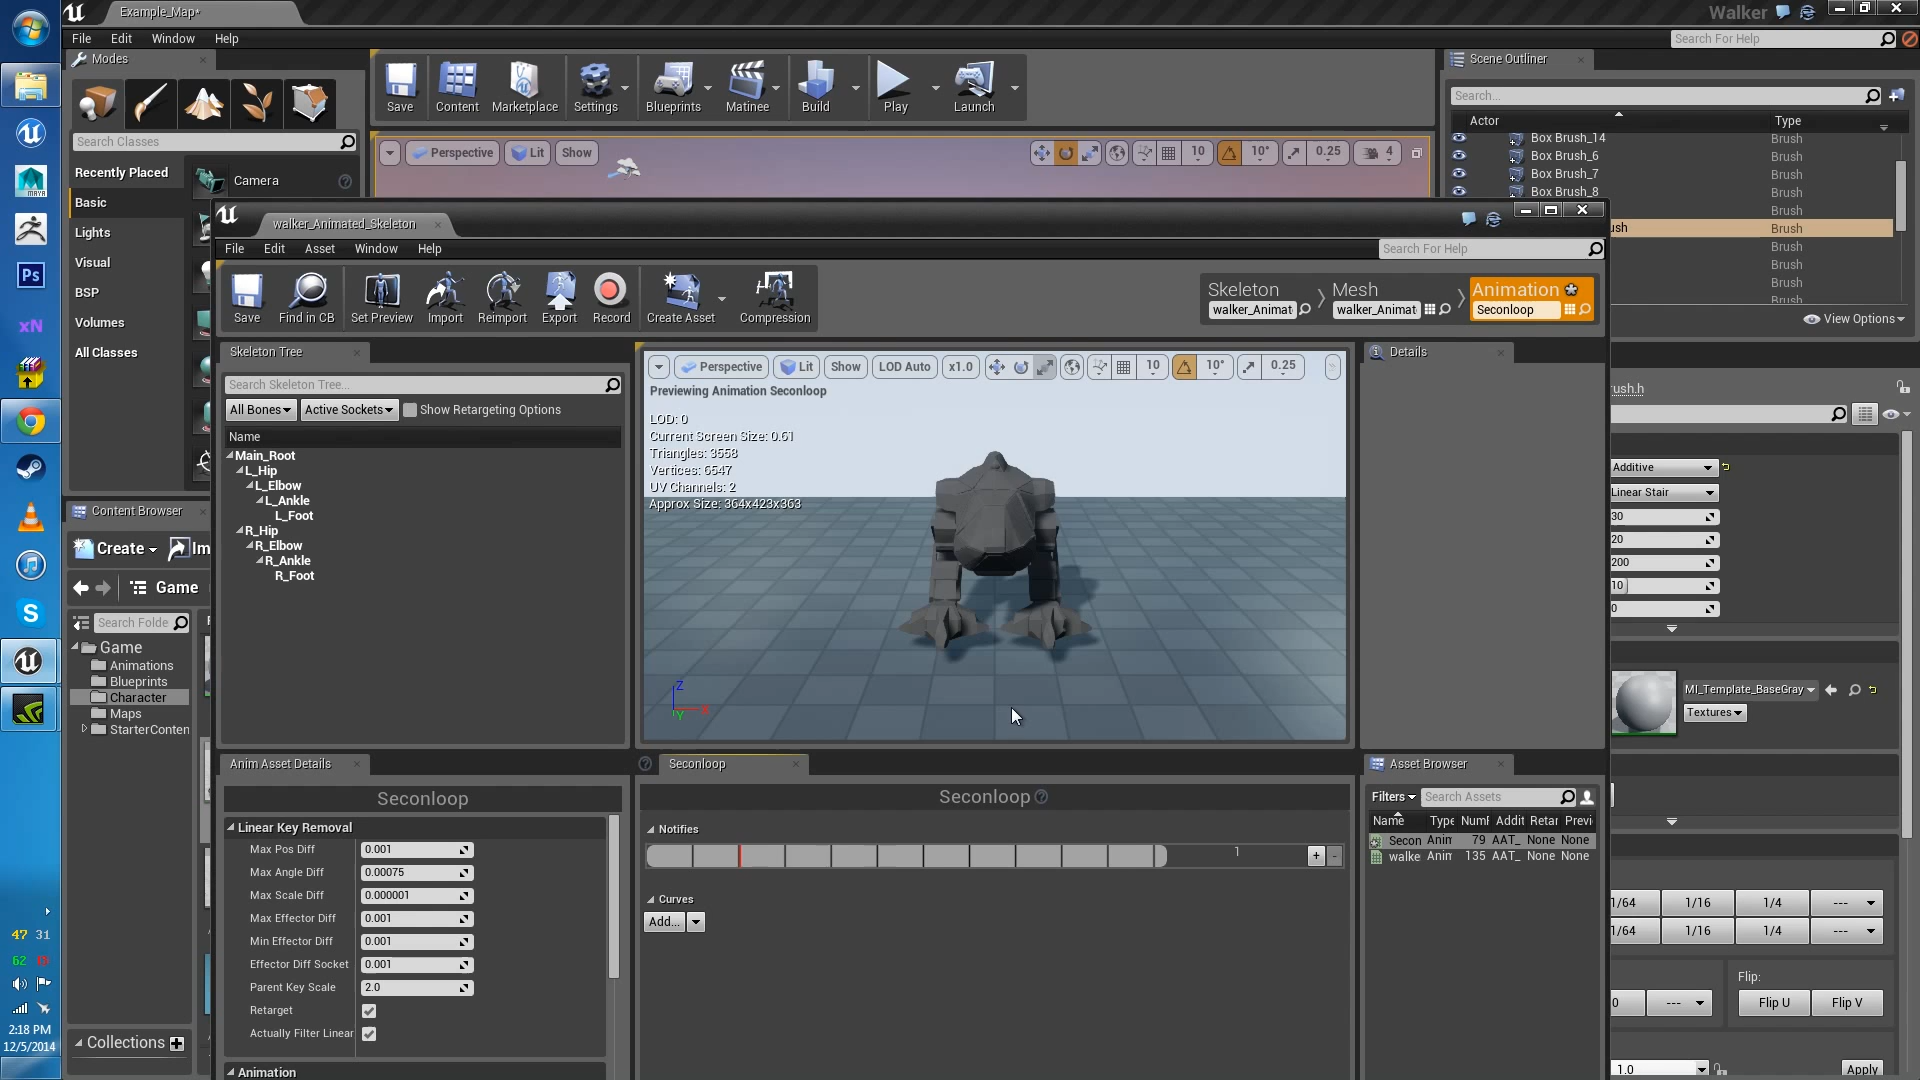 Example_Map*
Walker
File Edit Window Help
Search For Help
Modes
Save Content Marketplace Settings Blueprints Matinee Build Play Launch
Search Classes
Recently Placed
Basic
Lights
Visual
BSP
Volumes
All Classes
Camera
Perspective Lit Show
10 10° 0.25 4
Scene Outliner
Search...
Actor Type
Box Brush_14 Brush
Box Brush_6 Brush
Box Brush_7 Brush
Box Brush_8 Brush
Brush
ush Brush
Brush
Brush
Brush
Brush
View Options
walker_Animated_Skeleton
File Edit Asset Window Help
Search For Help
Save Find in CB Set Preview Import Reimport Export Record Create Asset Compression
Skeleton
walker_Animat
Mesh
walker_Animat
Animation
Seconloop
Skeleton Tree
Search Skeleton Tree...
All Bones Active Sockets Show Retargeting Options
Name
Main_Root
L_Hip
L_Elbow
L_Ankle
L_Foot
R_Hip
R_Elbow
R_Ankle
R_Foot
Perspective Lit Show LOD Auto x1.0 10 10° 0.25
Previewing Animation Seconloop
LOD: 0
Current Screen Size: 0.61
Triangles: 3558
Vertices: 6547
UV Channels: 2
Approx Size: 364x423x363
Z
X
Y
Details
rush.h
Additive
Linear Stair
30
20
200
10
0
MI_Template_BaseGray
Textures
Content Browser
Create Im
Game
Search Folde
Game
Animations
Blueprints
Character
Maps
StarterConten
Collections
Anim Asset Details
Seconloop
Linear Key Removal
Max Pos Diff 0.001
Max Angle Diff 0.00075
Max Scale Diff 0.000001
Max Effector Diff 0.001
Min Effector Diff 0.001
Effector Diff Socket 0.001
Parent Key Scale 2.0
Retarget
Actually Filter Linear
Animation
Seconloop
Seconloop
Notifies
1
+ -
Curves
Add...
Asset Browser
Filters Search Assets
Name Type Numl Addit Retar Previ
Secon Anim 79 AAT_ None None
walke Anim 135 AAT_ None None
1/64 1/16 1/4 ---
1/64 1/16 1/4 ---
Flip:
0 --- Flip U Flip V
1.0 Apply
Ps
xN
MAYA
47 31
62
2:18 PM
12/5/2014